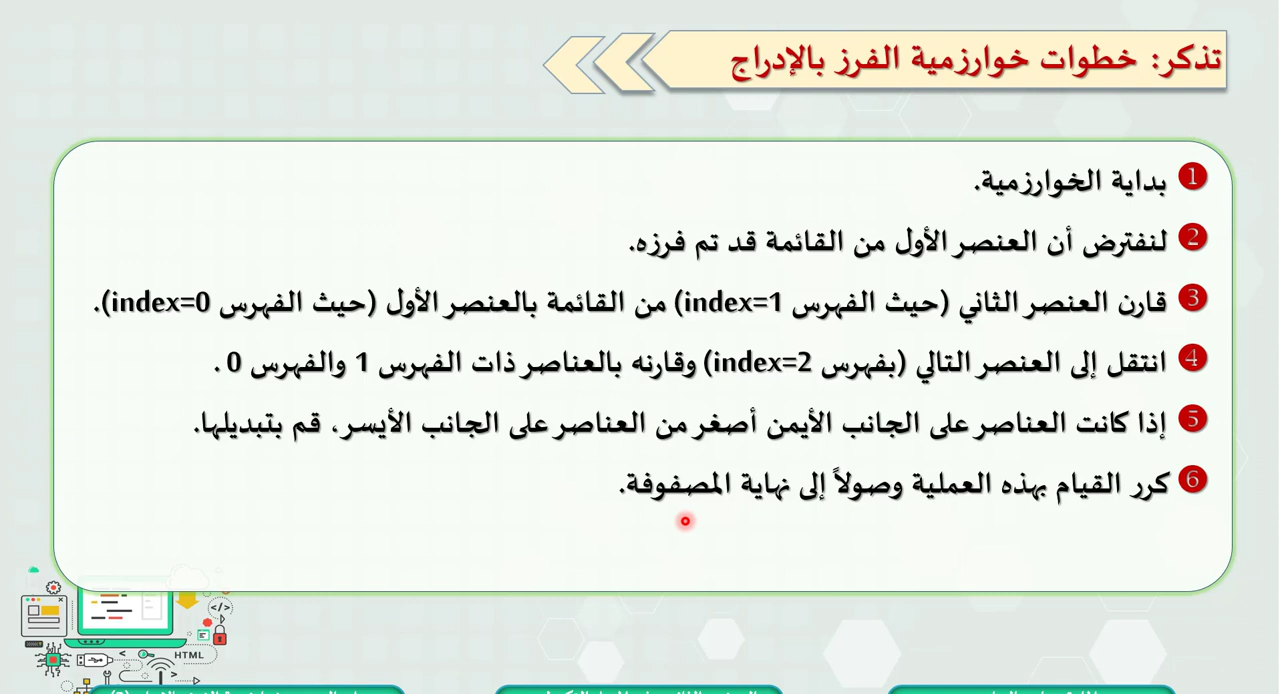 تذكر: خطوات خوارزمية الفرز بالإدراج
1 بداية الخوارزمية.
2 لنفترض أن العنصر الأول من القائمة قد تم فرزه.
3 قارن العنصر الثاني (حيث الفهرس index=1) من القائمة بالعنصر الأول (حيث الفهرس index=0).
4 انتقل إلى العنصر التالي (بفهرس index=2) وقارنه بالعناصر ذات الفهرس 1 والفهرس 0 .
5 إذا كانت العناصر على الجانب الأيمن أصغر من العناصر على الجانب الأيسر، قم بتبديلها.
6 كرر القيام بهذه العملية وصولاً إلى نهاية المصفوفة.
</>
HTML